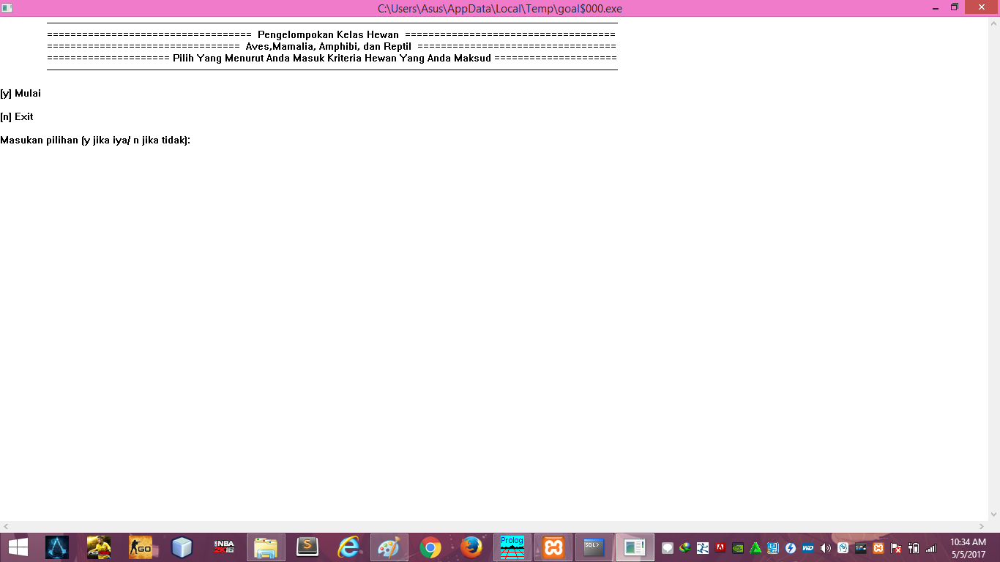 C:\Users\Asus\AppData\Local\Temp\goal$000.exe
=================================== Pengelompokan Kelas Hewan ====================================
================================= Aves,Mamalia, Amphibi, dan Reptil ==================================
===================== Pilih Yang Menurut Anda Masuk Kriteria Hewan Yang Anda Maksud =====================
[y] Mulai
[n] Exit
Masukan pilihan (y jika iya/ n jika tidak):
GO
NBA
2K16
S
Prolog
SQL>
WD
10:34 AM
5/5/2017